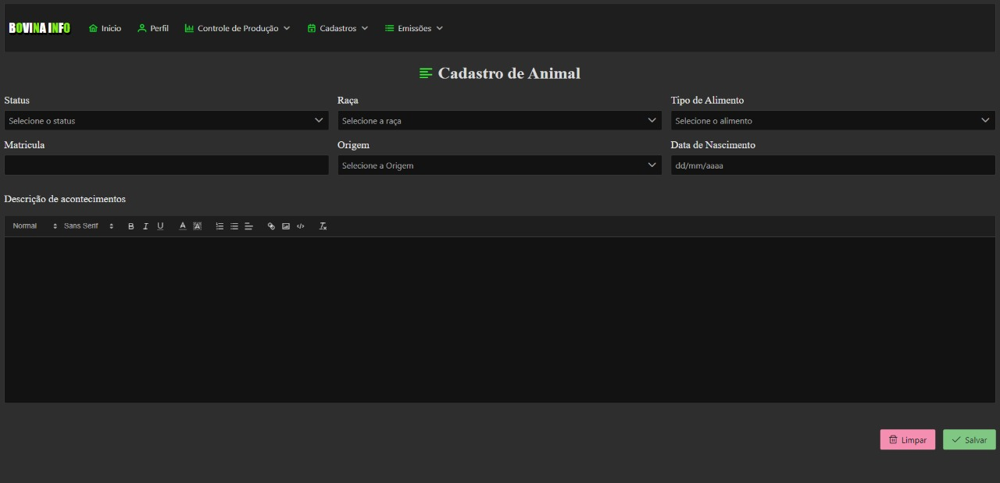 BOVINA INFO Inicio Perfil Controle de Produção Cadastros Emissões
Cadastro de Animal
Status Raça Tipo de Alimento
Selecione o status Selecione a raça Selecione o alimento
Matricula Origem Data de Nascimento
Selecione a Origem dd/mm/aaaa
Descrição de acontecimentos
Normal Sans Serif B I U A A
Limpar Salvar